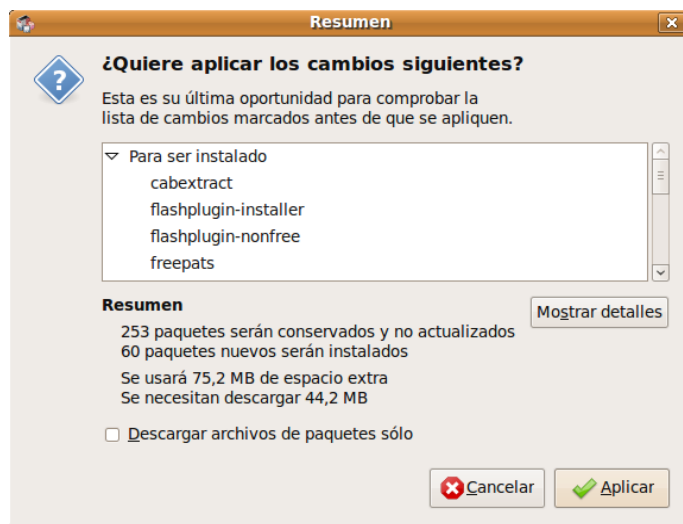 Resumen
¿Quiere aplicar los cambios siguientes?
Esta es su última oportunidad para comprobar la
lista de cambios marcados antes de que se apliquen.
Para ser instalado
cabextract
flashplugin-installer
flashplugin-nonfree
freepats
Resumen
Mostrar detalles
253 paquetes serán conservados y no actualizados
60 paquetes nuevos serán instalados
Se usará 75,2 MB de espacio extra
Se necesitan descargar 44,2 MB
Descargar archivos de paquetes sólo
Cancelar
Aplicar